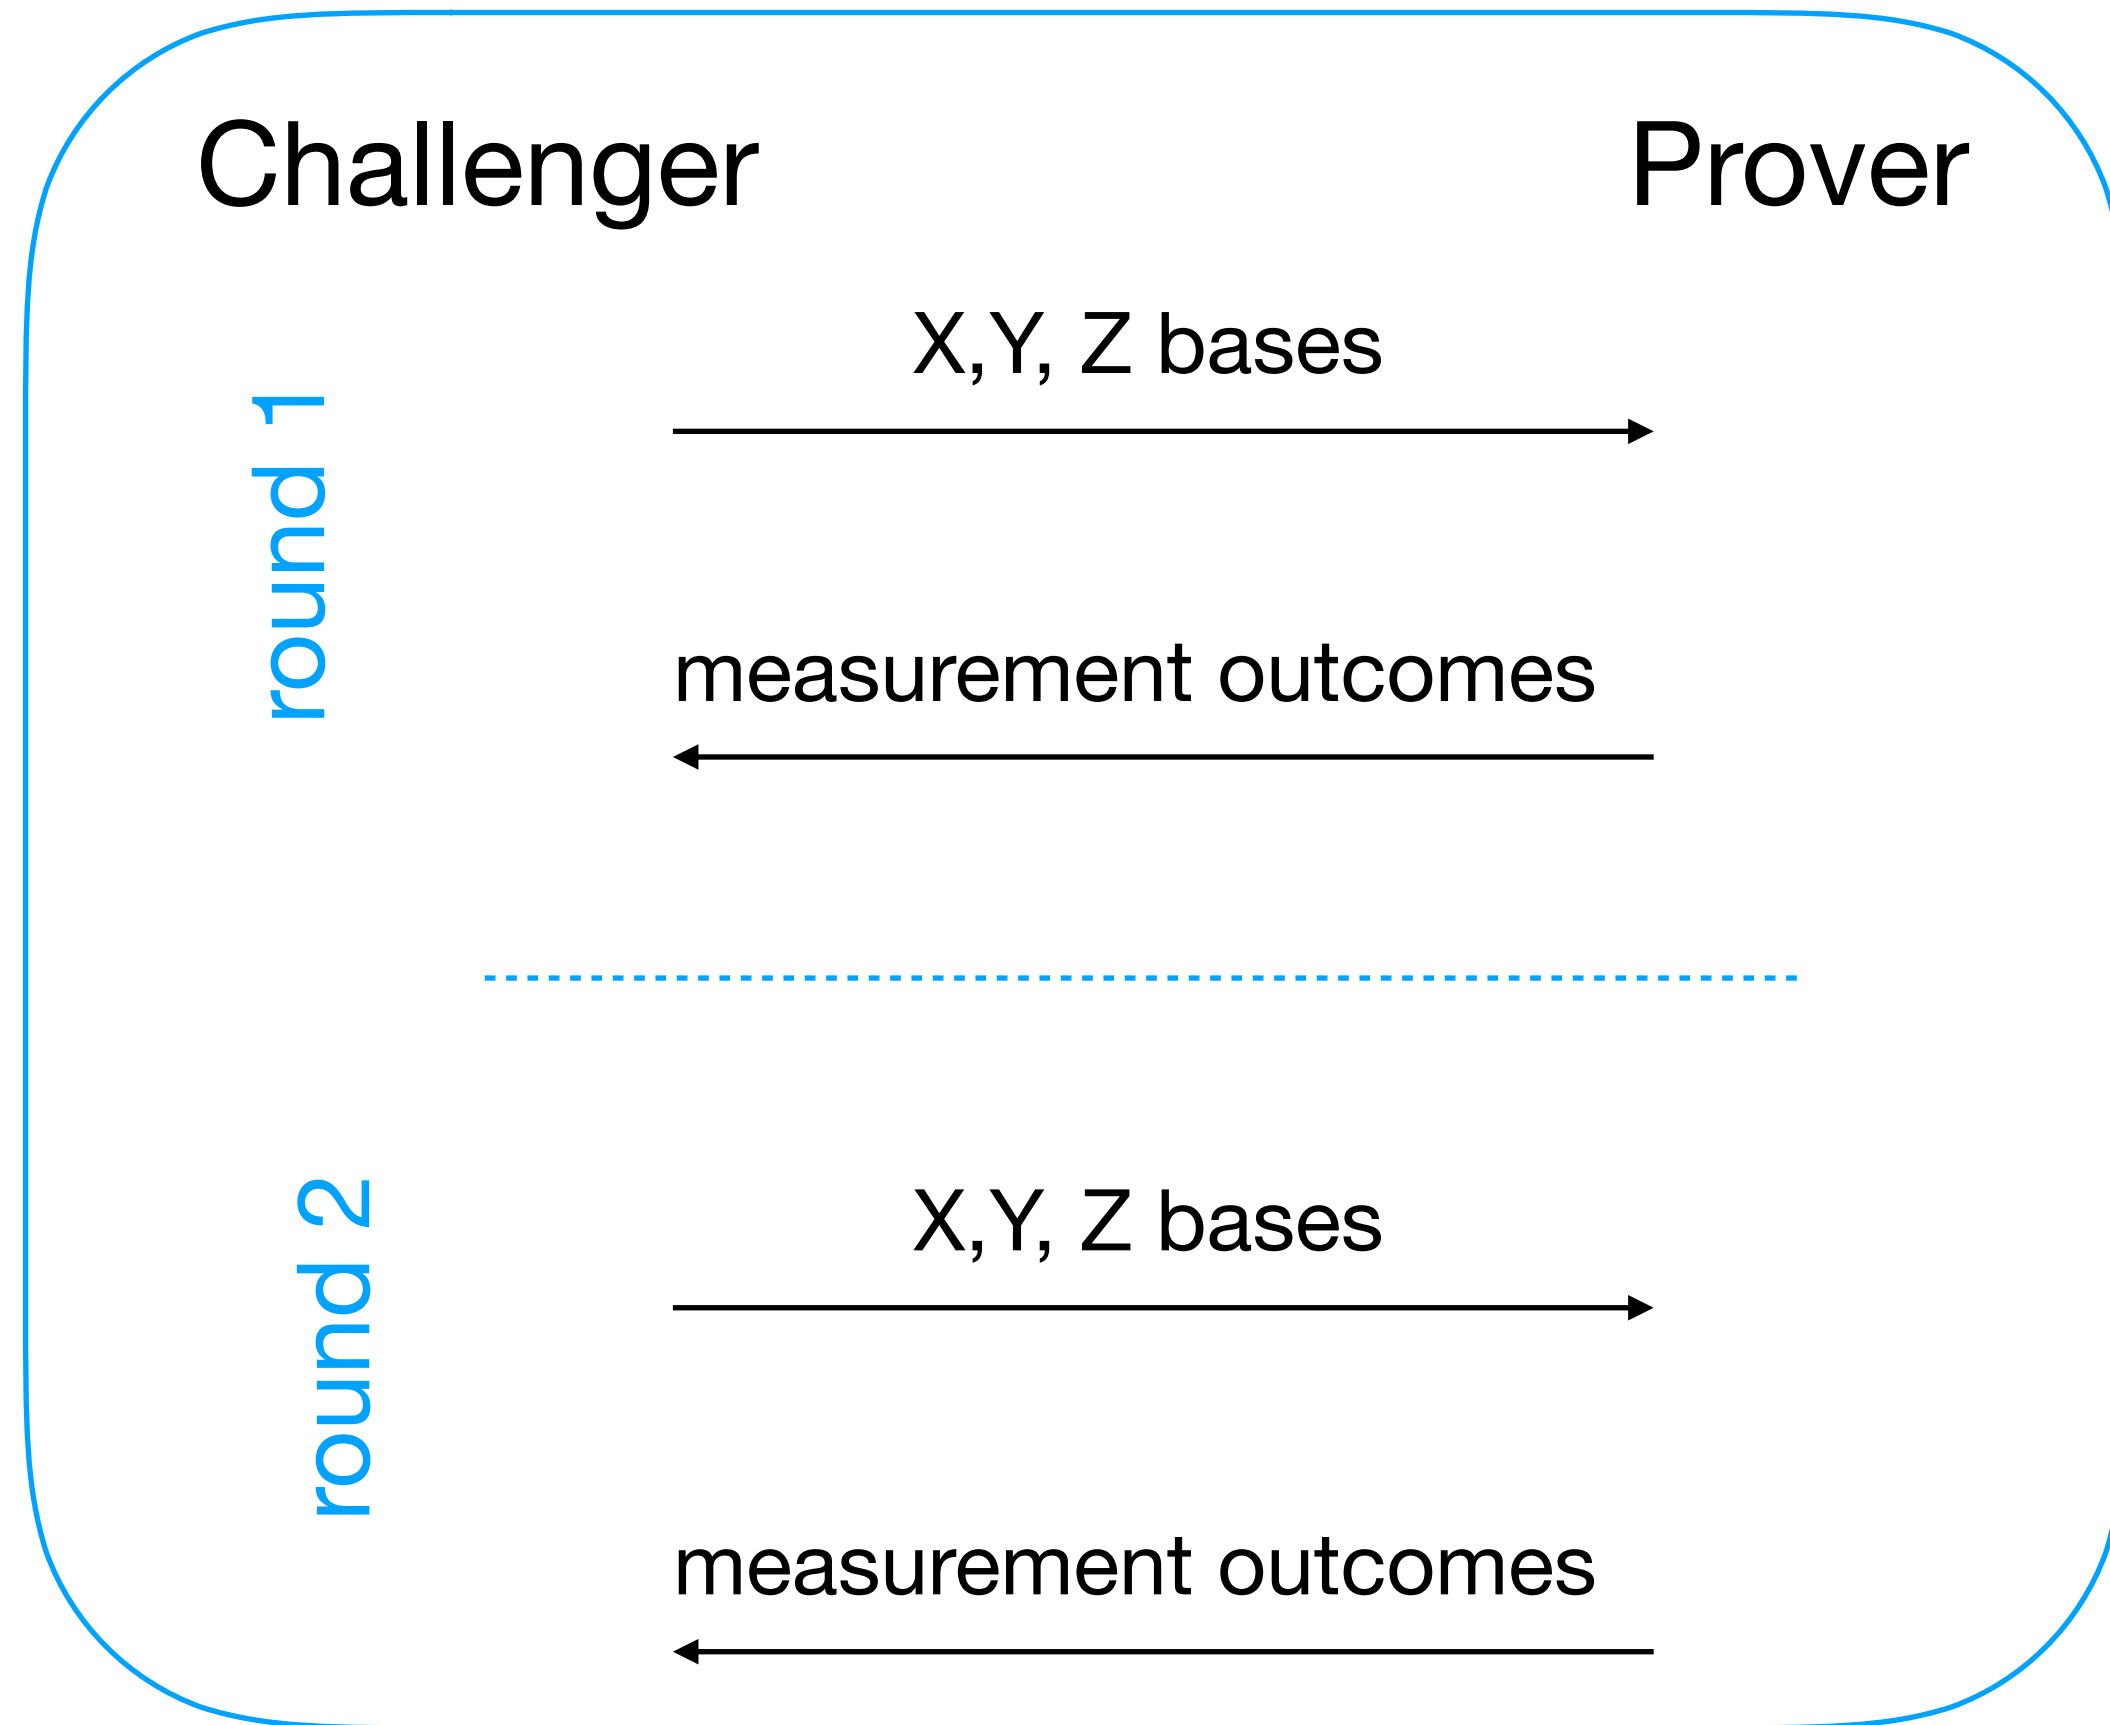 Challenger
Prover
round 1
X,Y, Z bases
measurement outcomes
round 2
X,Y, Z bases
measurement outcomes